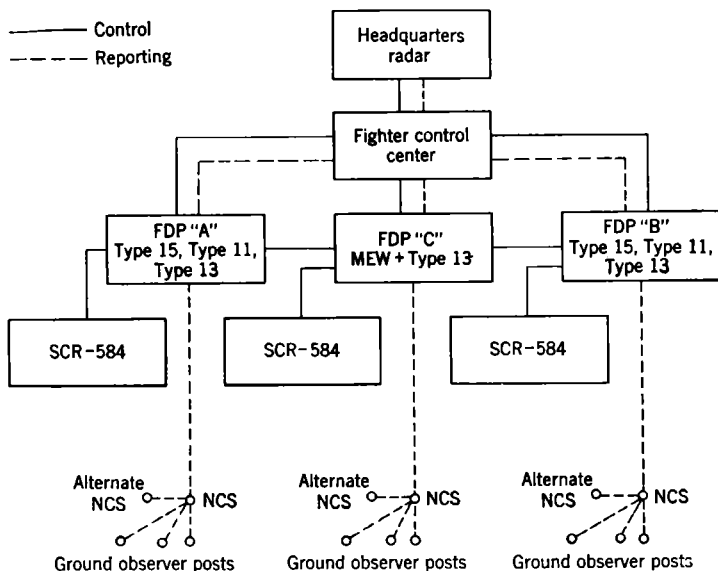 Control
Reporting
Headquarters
radar
Fighter control
center
FDP "A"
Type 15, Type 11,
Type 13
FDP "C"
MEW + Type 13
FDP "B"
Type 15, Type 11,
Type 13
SCR-584
SCR-584
SCR-584
Alternate
NCS
NCS
Ground observer posts
Alternate
NCS
NCS
Ground observer posts
Alternate
NCS
NCS
Ground observer posts